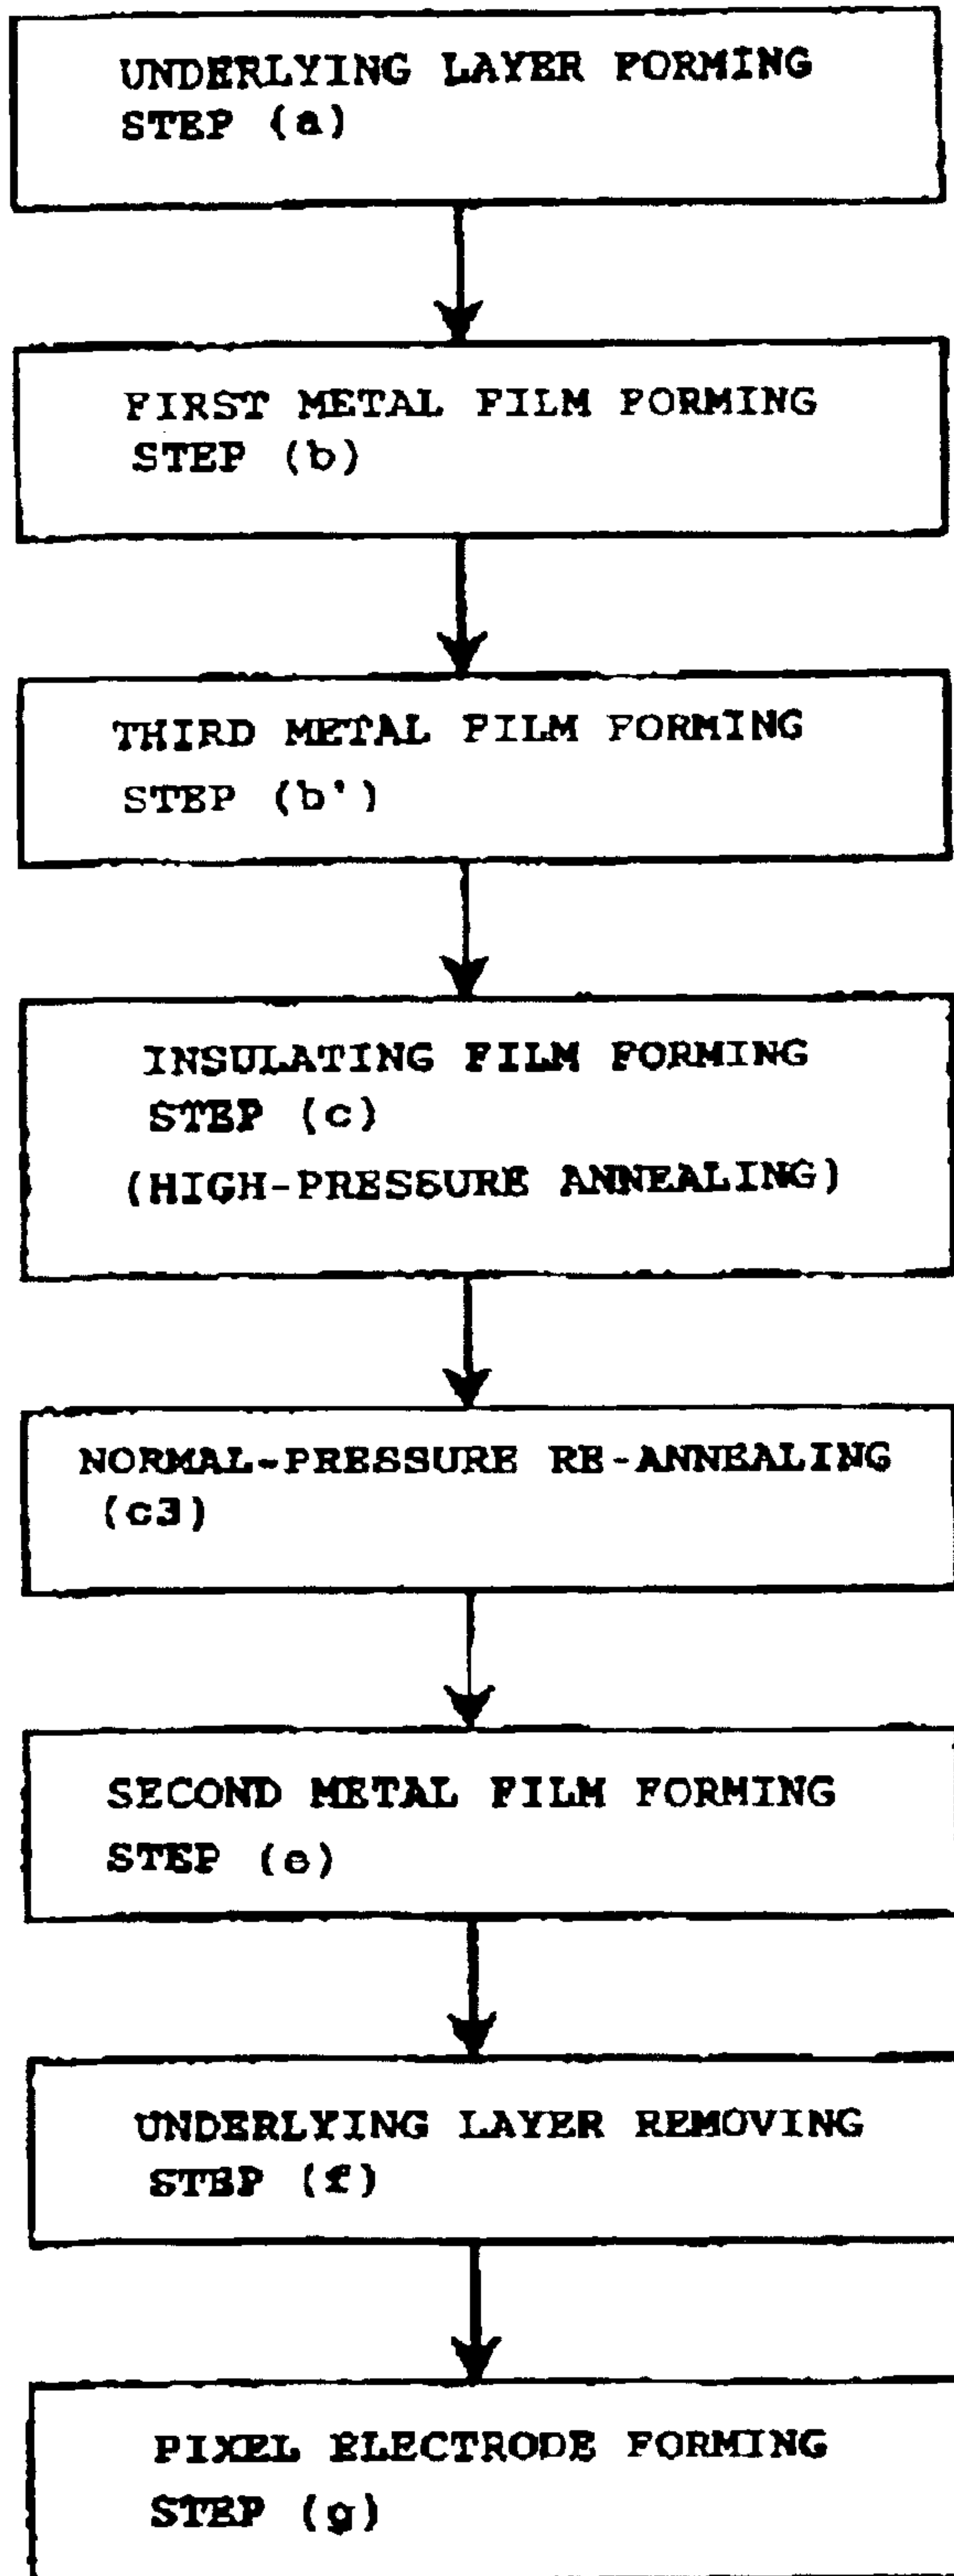 UNDERLYING LAYER FORMING
STEP (a)
FIRST METAL FILM FORMING
STEP (b)
THIRD METAL FILM FORMING
STEP (b')
INSULATING FILM FORMING
STEP (c)
(HIGH-PRESSURE ANNEALING)
NORMAL-PRESSURE RE-ANNEALING
(c3)
SECOND METAL FILM FORMING
STEP (e)
UNDERLYING LAYER REMOVING
STEP (f)
PIXEL ELECTRODE FORMING
STEP (g)